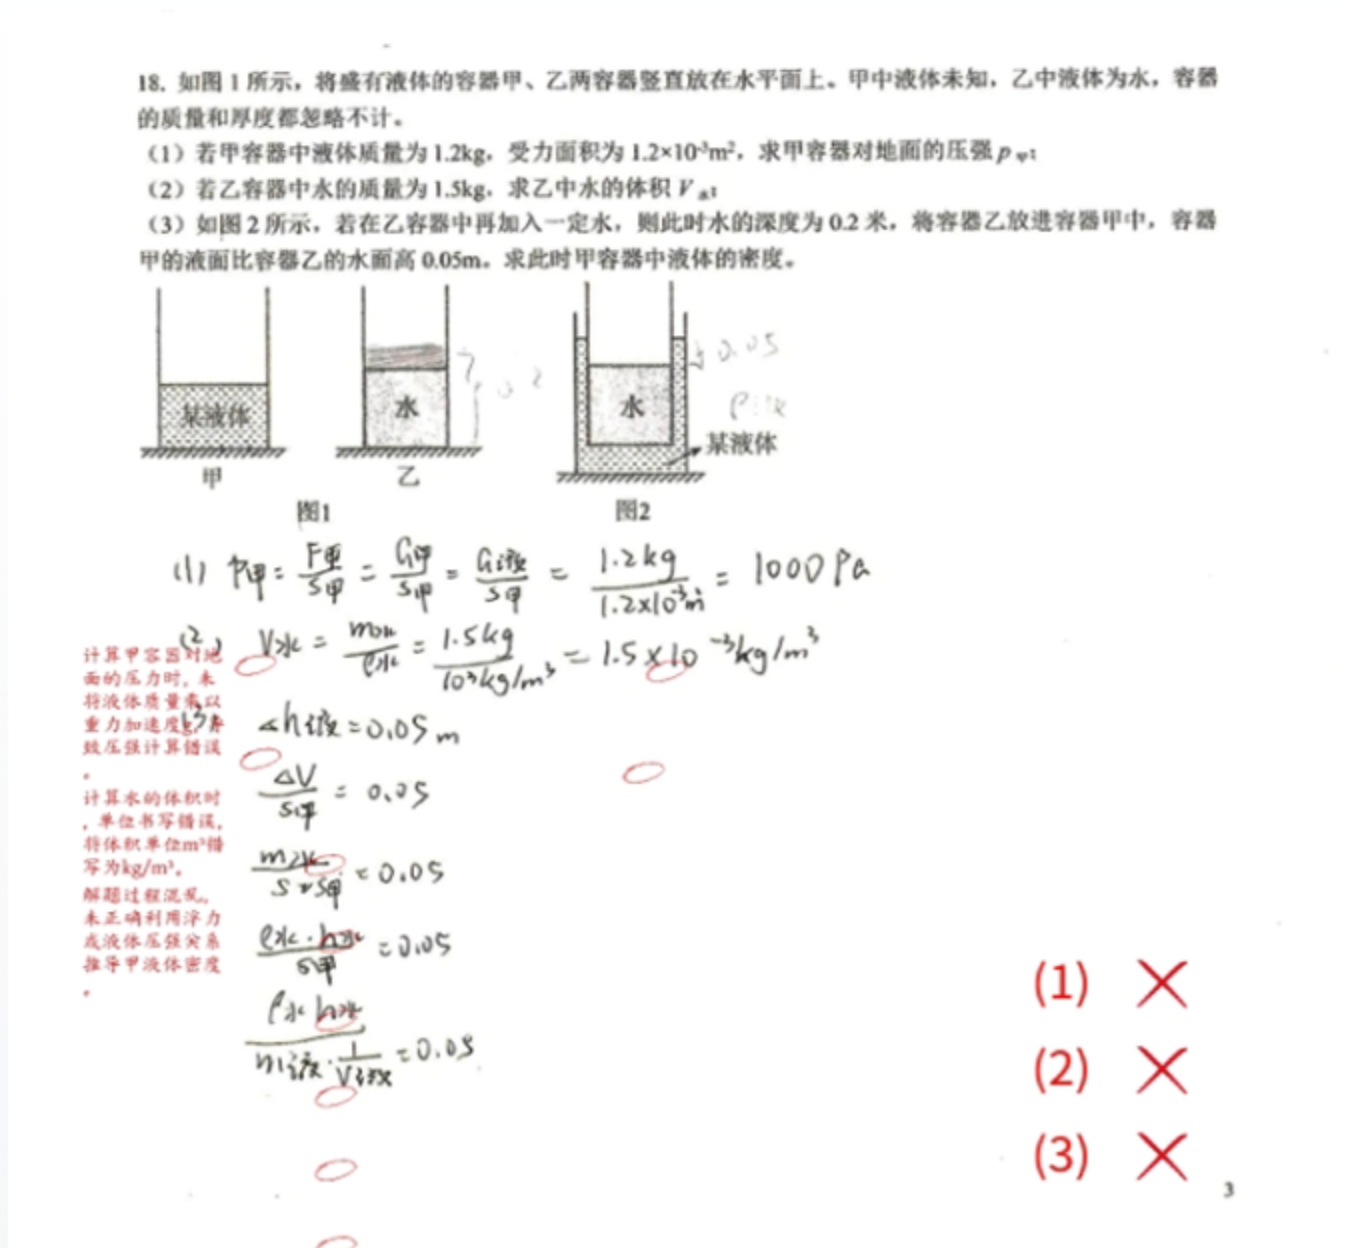 18. 如图 1 所示，将盛有液体的容器甲、乙两容器竖直放在水平面上。甲中液体未知，乙中液体为水，容器
的质量和厚度都忽略不计。
（1）若甲容器中液体质量为 1.2kg，受力面积为 1.2×10⁻³m²，求甲容器对地面的压强 p甲；
（2）若乙容器中水的质量为 1.5kg，求乙中水的体积 V水；
（3）如图 2 所示，若在乙容器中再加入一定水，则此时水的深度为 0.2 米，将容器乙放进容器甲中，容器
甲的液面比容器乙的水面高 0.05m。求此时甲容器中液体的密度。
0.05
0.2
某液体
水
水
某液体
甲
乙
图1
图2
(1) P甲 = F甲/S甲 = G甲/S甲 = G液/S甲 = 1.2kg/1.2×10⁻³m² = 1000Pa
(2) V水 = m水/ρ水 = 1.5kg/10³kg/m³ = 1.5×10⁻³kg/m³
(3) △h液=0.05m
△V/S甲 = 0.05
= 0.05
ρ水·h水/S甲 = 0.05
ρ水h水/m液·1/V液 = 0.05
计算甲容器对地
面的压力时，未
将液体质量乘以
重力加速度g，导
致压强计算错误
。
计算水的体积时
，单位书写错误，
将体积单位m³错
写为kg/m³。
解题过程混乱，
未正确利用浮力
或液体压强关系
推导甲液体密度
。
(1) ×
(2) ×
(3) ×
3